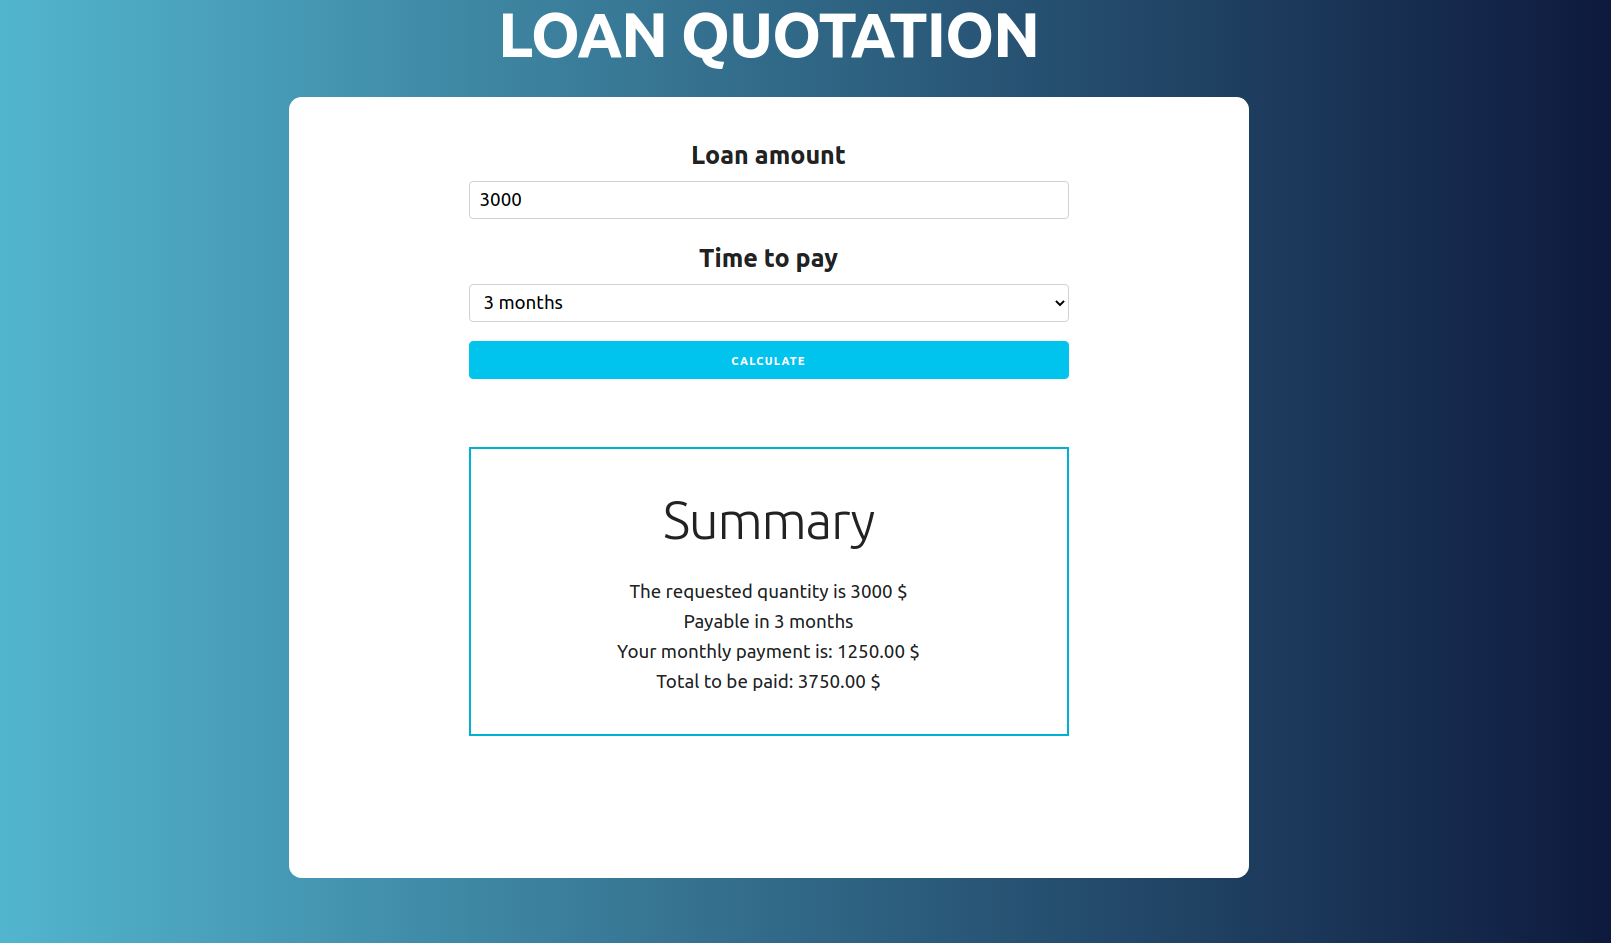 LOAN QUOTATION
Loan amount
3000
Time to pay
3 months
CALCULATE
Summary
The requested quantity is 3000 $
Payable in 3 months
Your monthly payment is: 1250.00 $
Total to be paid: 3750.00 $